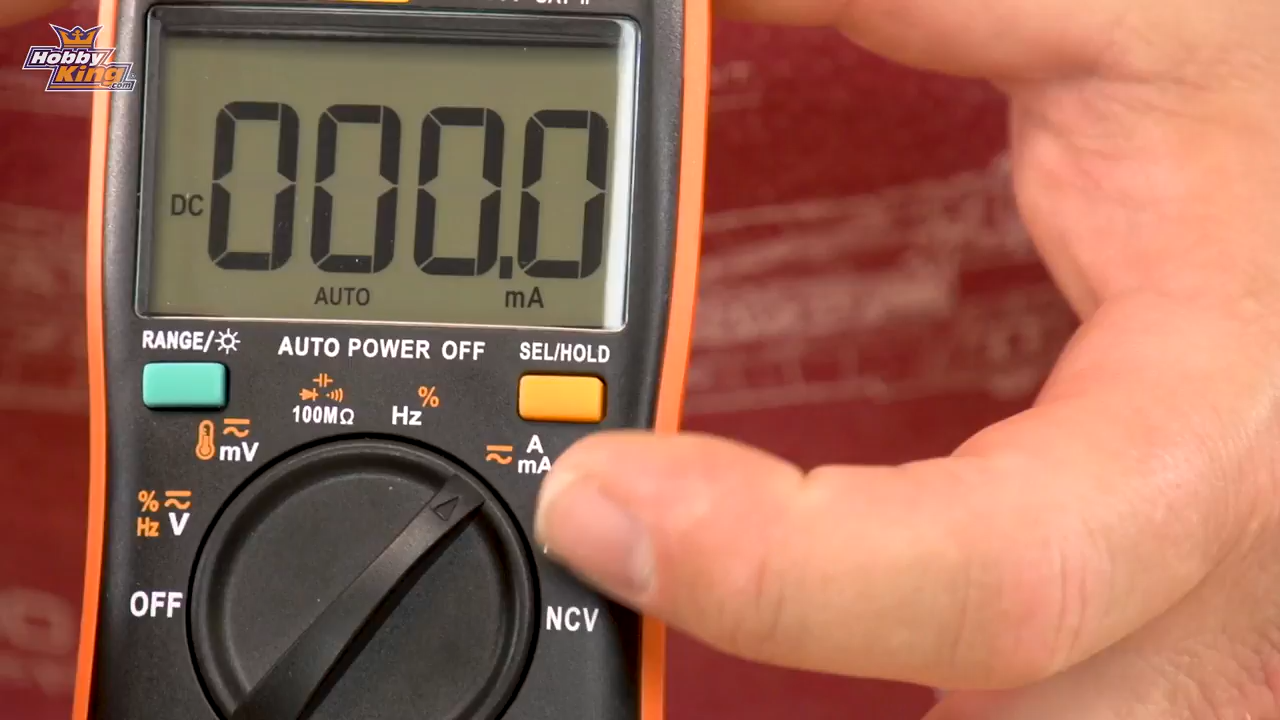 Hobby
King
.com
000.0
DC
AUTO
mA
RANGE/
AUTO POWER OFF
SEL/HOLD
100MΩ
Hz
%
mV
A
mA
% Hz
V
OFF
NCV